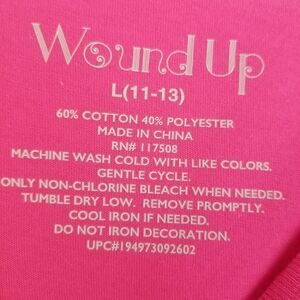 Wound Up
L(11-13)
60% COTTON 40% POLYESTER
MADE IN CHINA
RN# 117508
MACHINE WASH COLD WITH LIKE COLORS.
GENTLE CYCLE.
ONLY NON-CHLORINE BLEACH WHEN NEEDED.
TUMBLE DRY LOW. REMOVE PROMPTLY.
COOL IRON IF NEEDED.
DO NOT IRON DECORATION.
UPC#194973092602